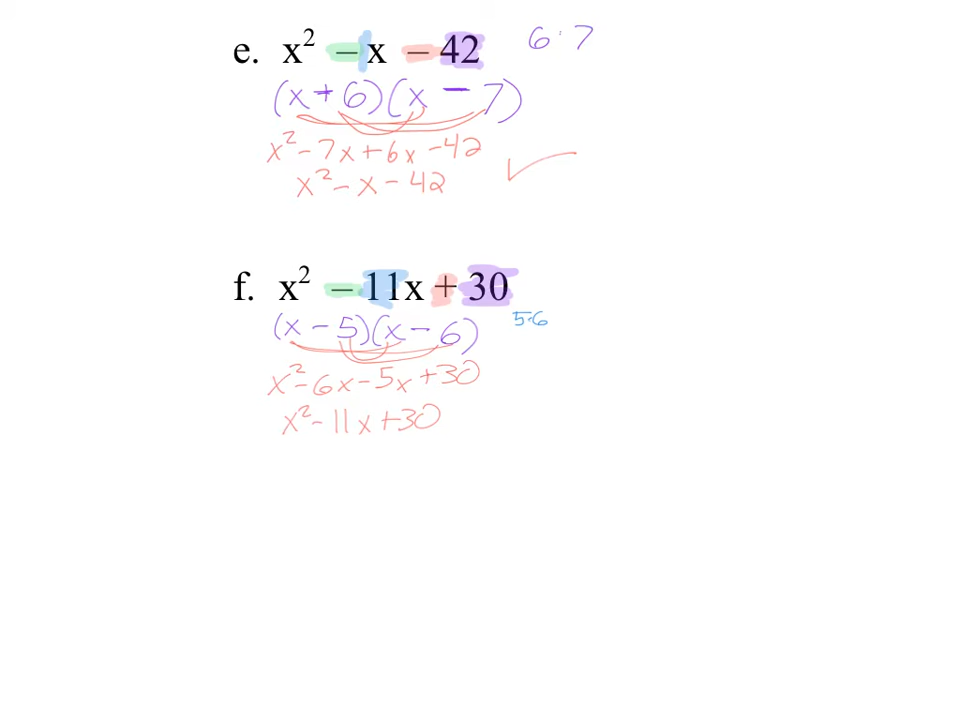 e. x² – x – 42 6·7
(x + 6)(x – 7)
x² – 7x + 6x – 42
x² – x – 42 ✓
f. x² – 11x + 30
(x – 5)(x – 6) 5·6
x² – 6x – 5x + 30
x² – 11x + 30